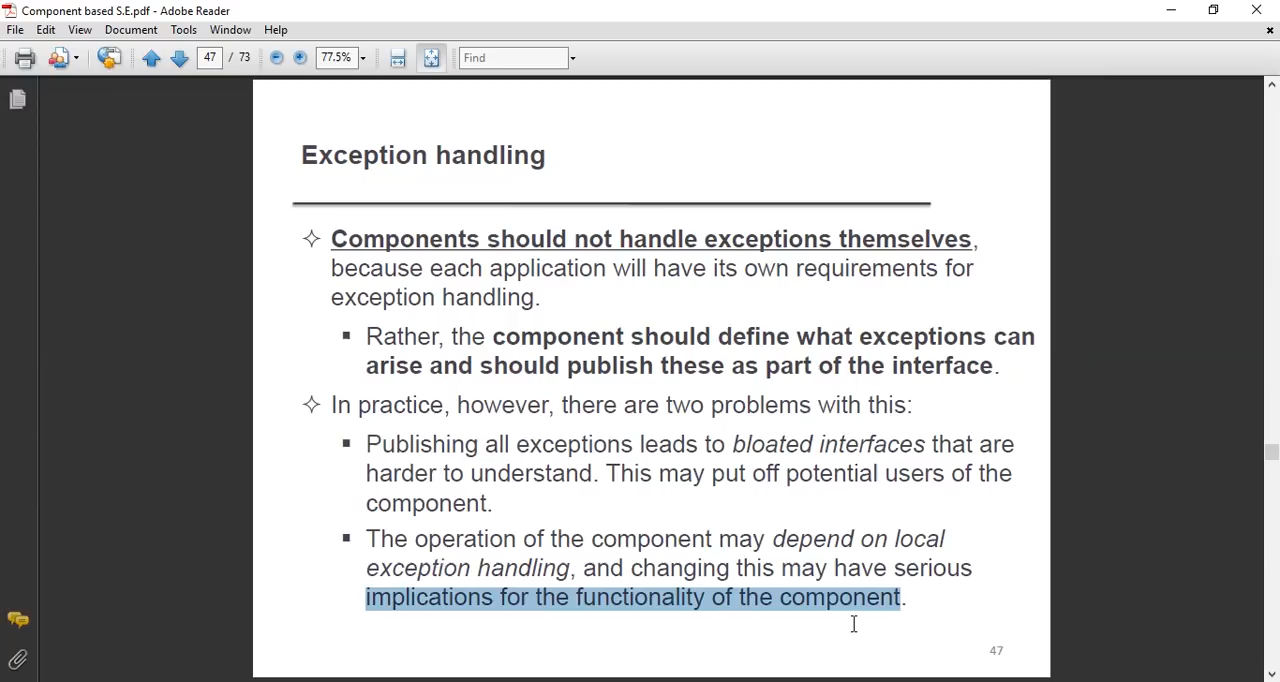 Component based S.E.pdf - Adobe Reader
File Edit View Document Tools Window Help
47 / 73 77.5% Find
Exception handling
✧ Components should not handle exceptions themselves,
because each application will have its own requirements for
exception handling.
▪ Rather, the component should define what exceptions can
arise and should publish these as part of the interface.
✧ In practice, however, there are two problems with this:
▪ Publishing all exceptions leads to bloated interfaces that are
harder to understand. This may put off potential users of the
component.
▪ The operation of the component may depend on local
exception handling, and changing this may have serious
implications for the functionality of the component.
47